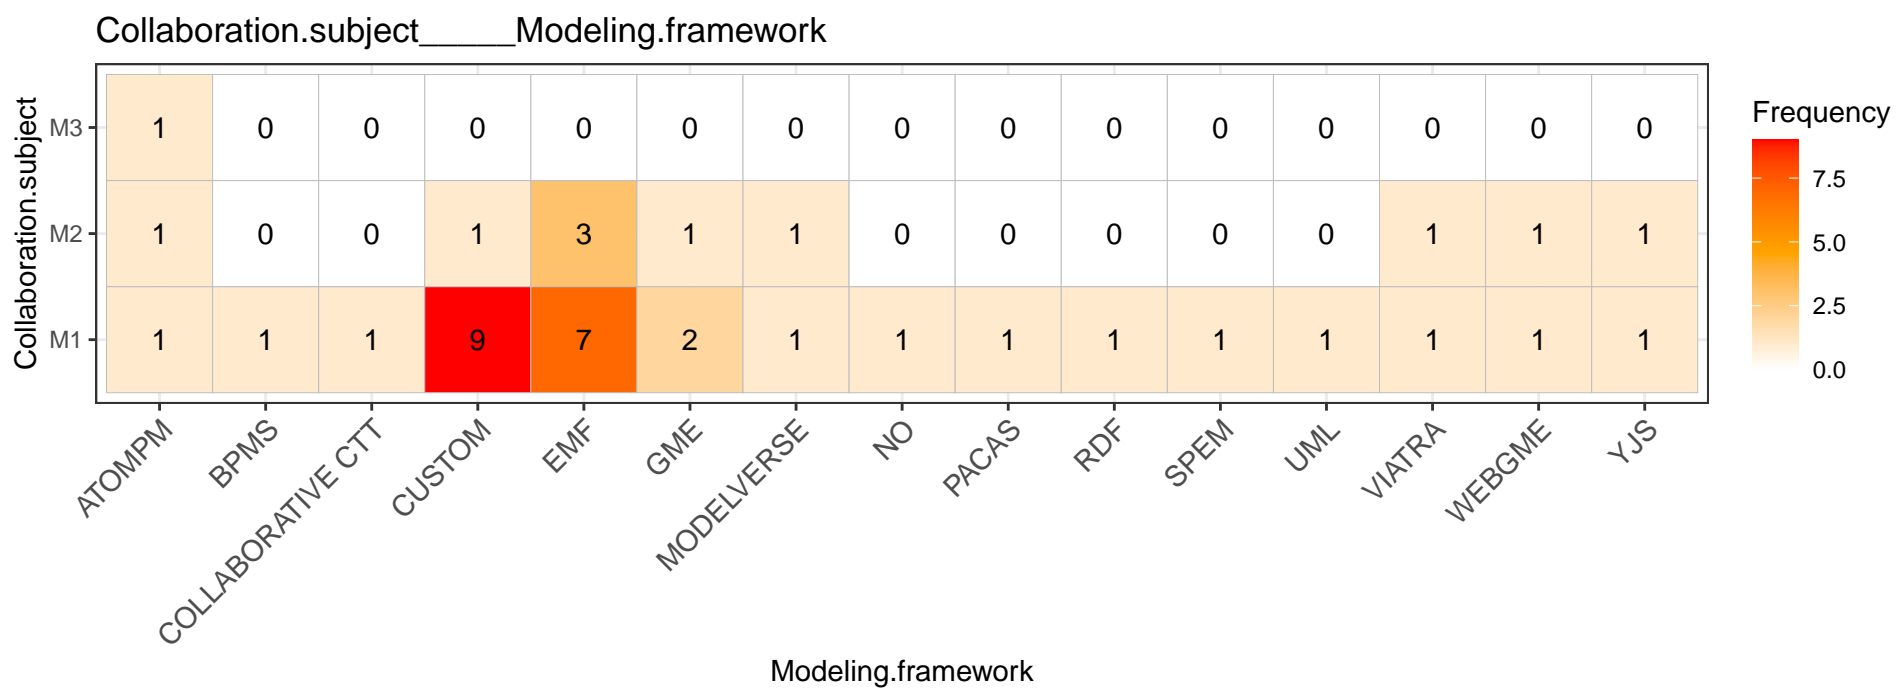 Collaboration.subject_____Modeling.framework
Collaboration.subject
M3 1 0 0 0 0 0 0 0 0 0 0 0 0 0 0
M2 1 0 0 1 3 1 1 0 0 0 0 0 1 1 1
M1 1 1 1 9 7 2 1 1 1 1 1 1 1 1 1
ATOMPM
BPMS
COLLABORATIVE CTT
CUSTOM
EMF
GME
MODELVERSE
NO
PACAS
RDF
SPEM
UML
VIATRA
WEBGME
YJS
Modeling.framework
Frequency
7.5
5.0
2.5
0.0